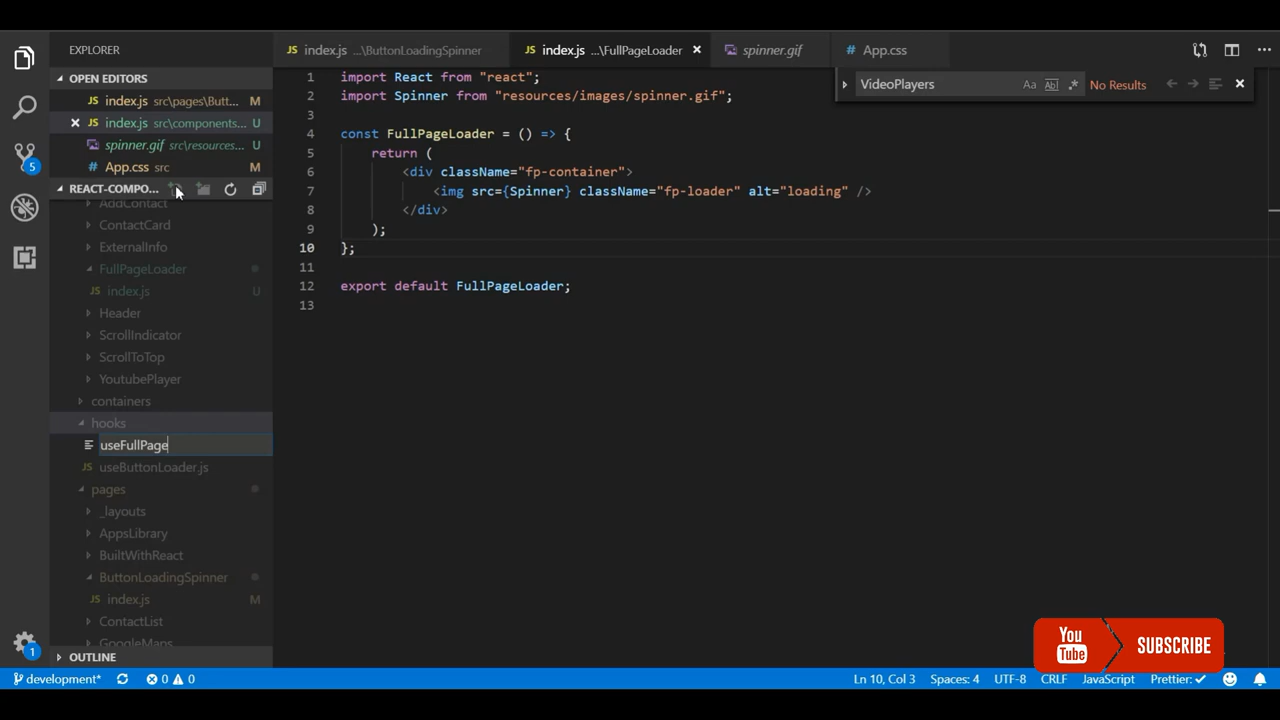 EXPLORER
index.js ...\ButtonLoadingSpinner
index.js ...\FullPageLoader
spinner.gif
App.css
OPEN EDITORS
index.js src\pages\Butt... M
index.js src\components... U
spinner.gif src\resources... U
5
App.css src M
REACT-COMPO...
AddContact
ContactCard
ExternalInfo
FullPageLoader
index.js U
Header
ScrollIndicator
ScrollToTop
YoutubePlayer
containers
hooks
useFullPage
useButtonLoader.js
pages
_layouts
AppsLibrary
BuiltWithReact
ButtonLoadingSpinner
index.js M
ContactList
GoogleMaps
OUTLINE
1
VideoPlayers Aa Abl .* No Results
1 import React from "react";
2 import Spinner from "resources/images/spinner.gif";
3
4 const FullPageLoader = () => {
5 return (
6 <div className="fp-container">
7 <img src={Spinner} className="fp-loader" alt="loading" />
8 </div>
9 );
10 };
11
12 export default FullPageLoader;
13
You Tube SUBSCRIBE
development* 0 0 Ln 10, Col 3 Spaces: 4 UTF-8 CRLF JavaScript Prettier: ✓